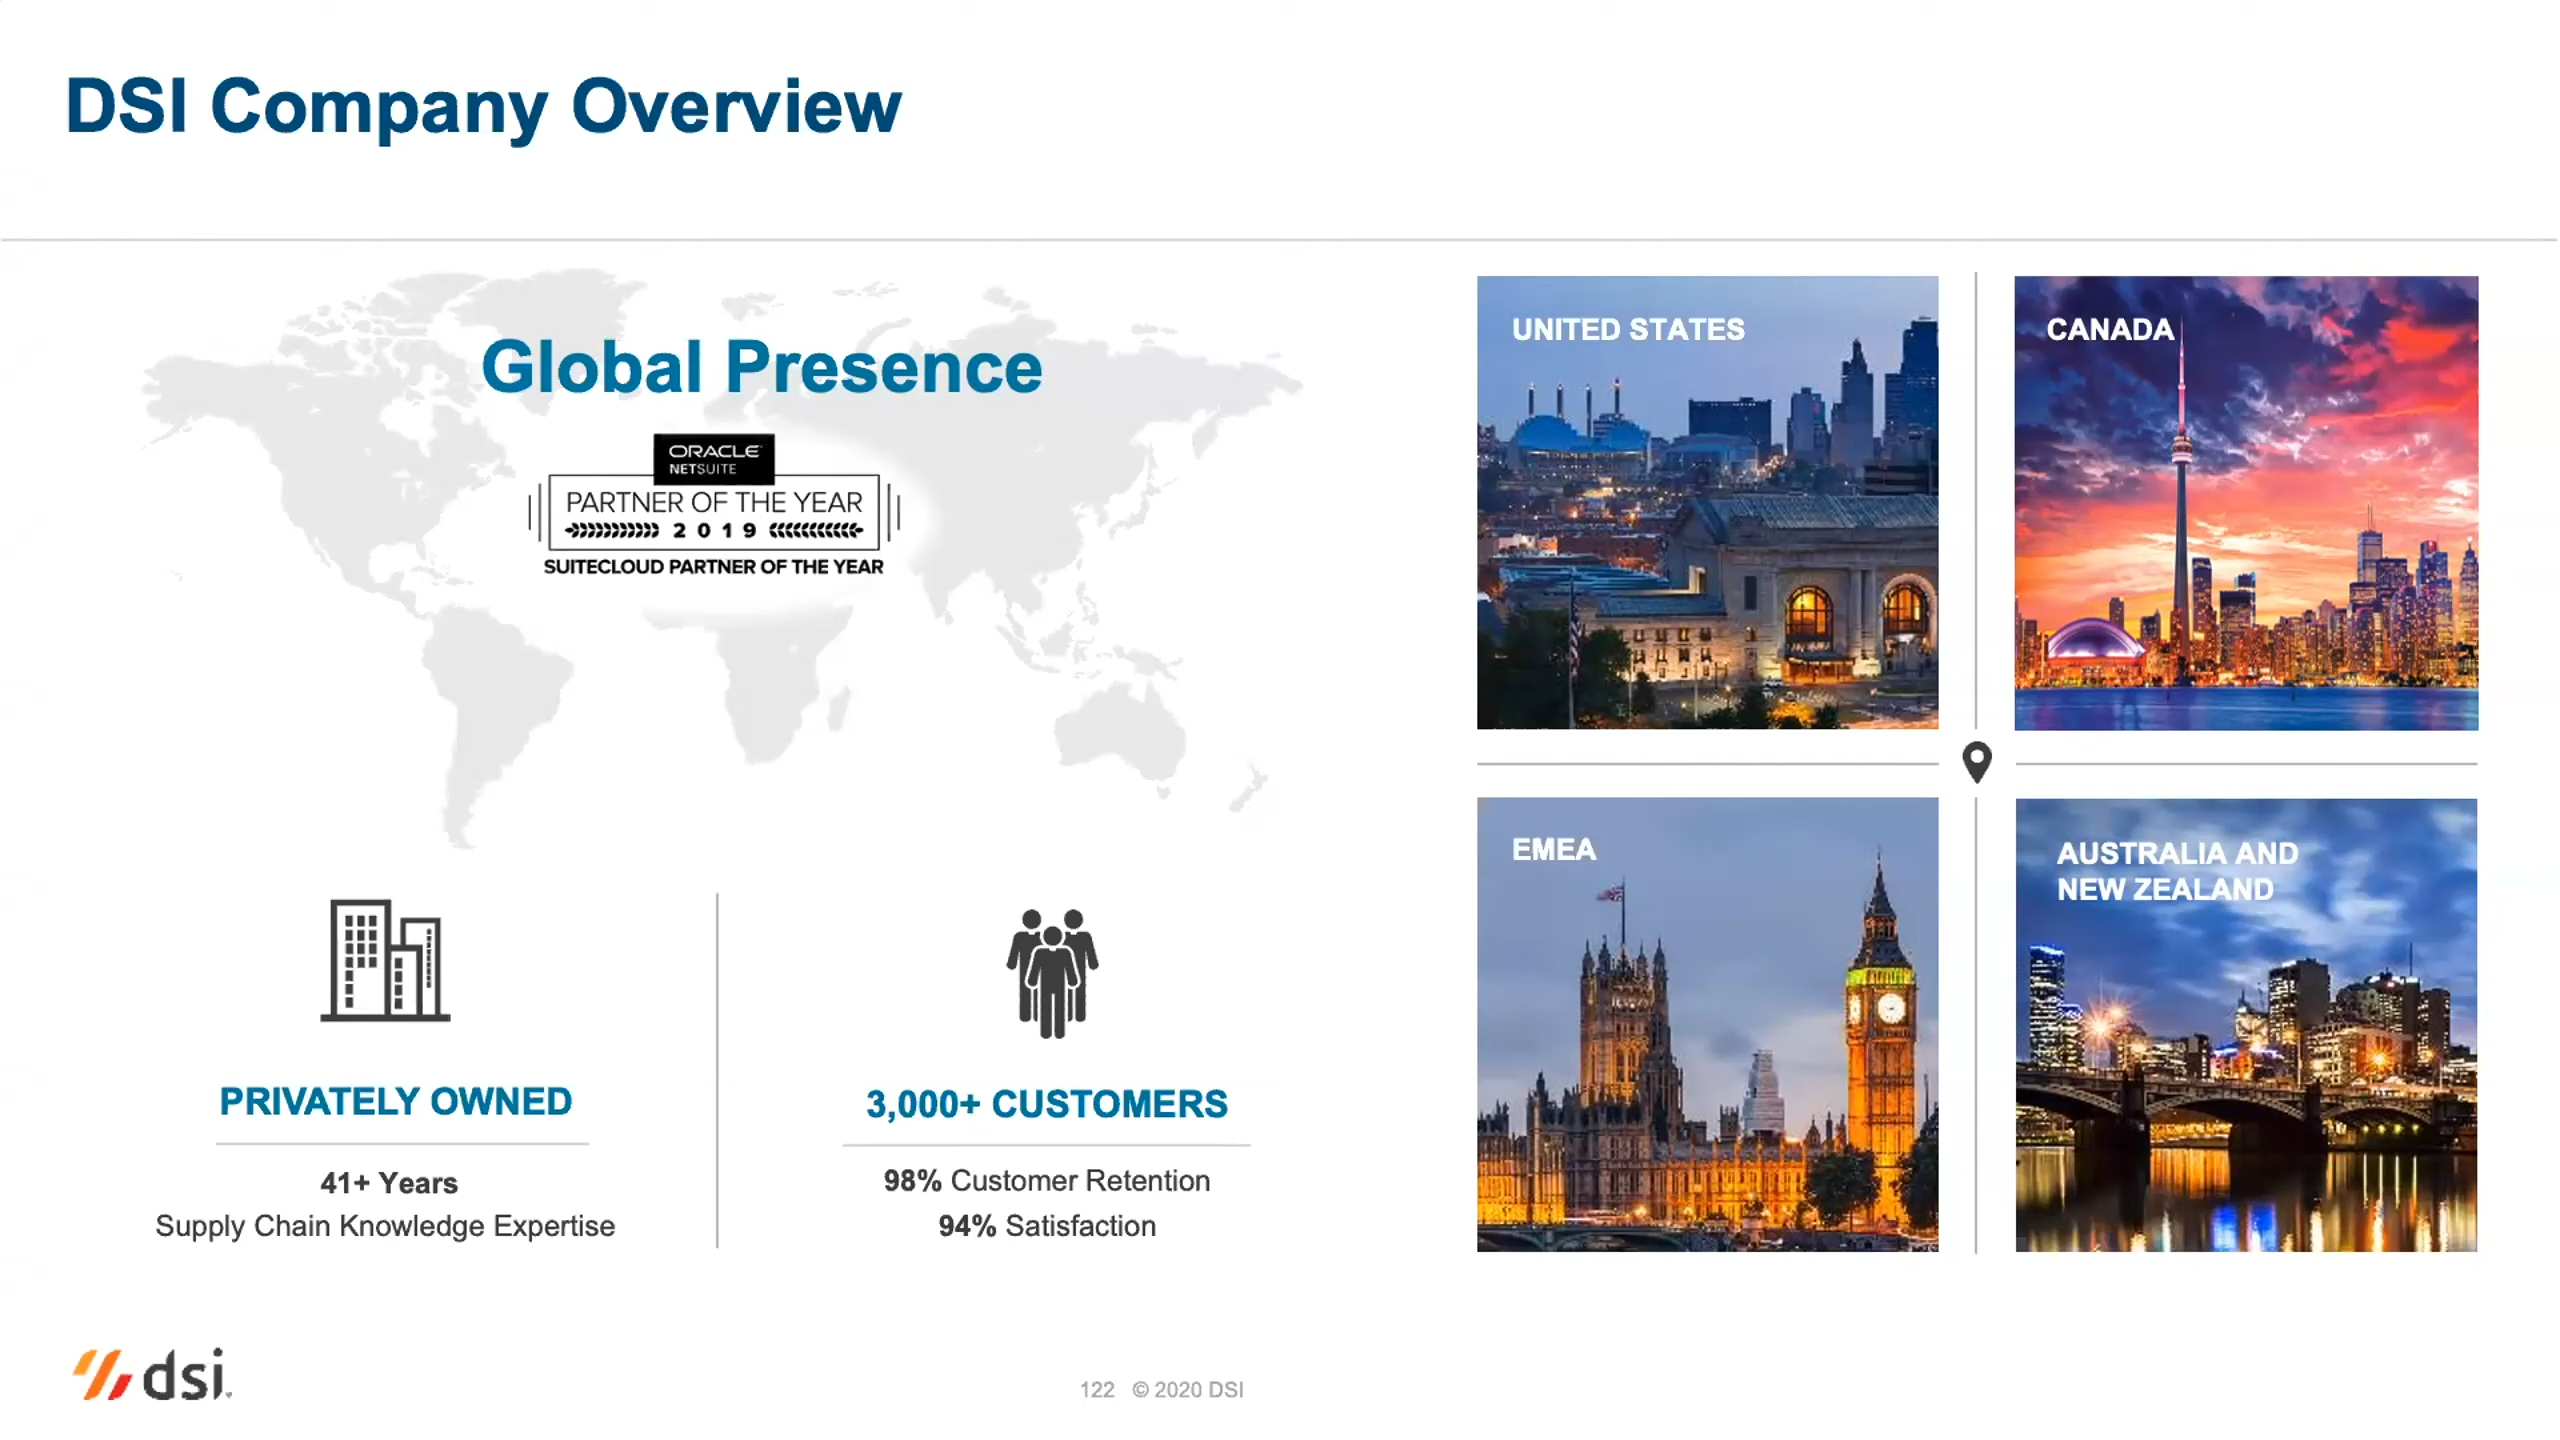 DSI Company Overview
Global Presence
ORACLE
NETSUITE
PARTNER OF THE YEAR
2019
SUITECLOUD PARTNER OF THE YEAR
PRIVATELY OWNED
41+ Years
Supply Chain Knowledge Expertise
3,000+ CUSTOMERS
98% Customer Retention
94% Satisfaction
UNITED STATES
CANADA
EMEA
AUSTRALIA AND
NEW ZEALAND
dsi
122 © 2020 DSI